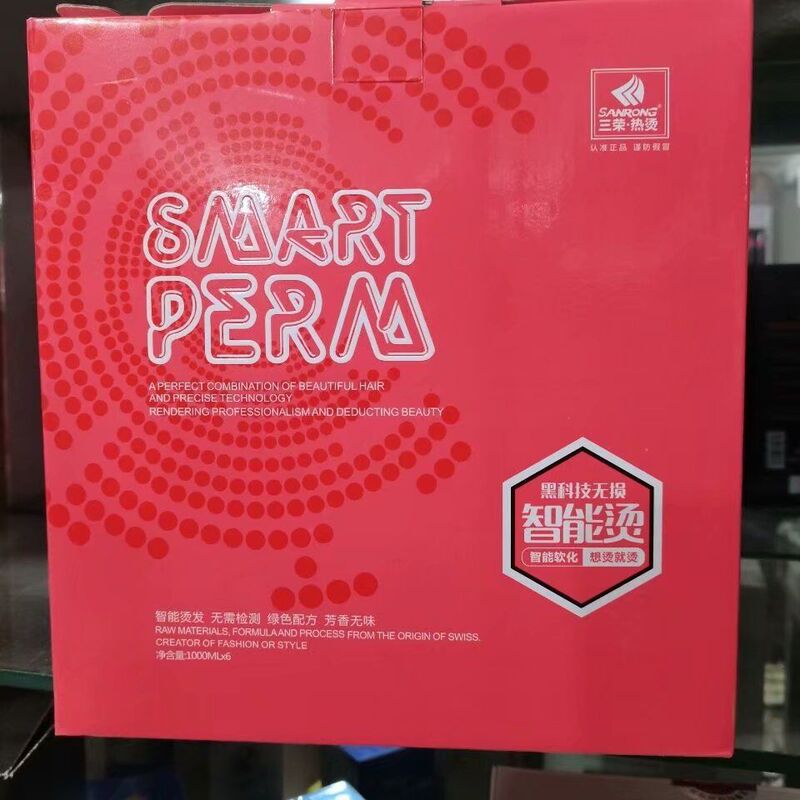 SANRONG
三荣·热烫
认准正品 谨防假冒
SMART
PERM
A PERFECT COMBINATION OF BEAUTIFUL HAIR
AND PRECISE TECHNOLOGY
RENDERING PROFESSIONALISM AND DEDUCTING BEAUTY
黑科技无损
智能烫
智能软化 想烫就烫
智能烫发 无需检测 绿色配方 芳香无味
RAW MATERIALS, FORMULA AND PROCESS FROM THE ORIGIN OF SWISS.
CREATOR OF FASHION OR STYLE
净含量:1000MLx6